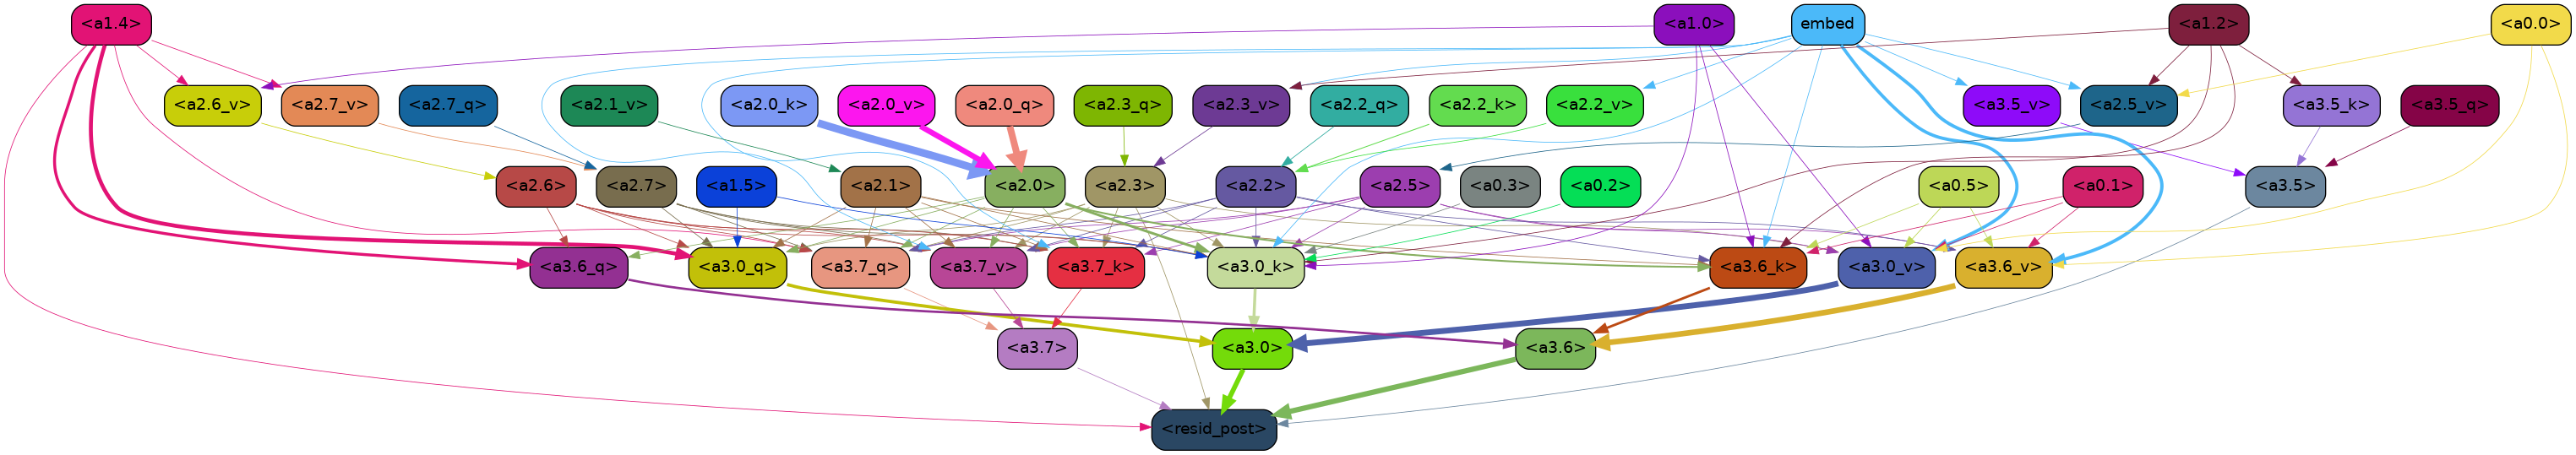 <a1.4> <a1.0> embed <a1.2> <a0.0>
<a2.6_v> <a2.7_v> <a2.7_q> <a2.1_v> <a2.0_k> <a2.0_v> <a2.0_q> <a2.3_q> <a2.3_v> <a2.2_q> <a2.2_k> <a2.2_v> <a3.5_v> <a2.5_v> <a3.5_k> <a3.5_q>
<a2.6> <a2.7> <a1.5> <a2.1> <a2.0> <a2.3> <a2.2> <a2.5> <a0.3> <a0.2> <a0.5> <a0.1> <a3.5>
<a3.6_q> <a3.0_q> <a3.7_q> <a3.7_v> <a3.7_k> <a3.0_k> <a3.6_k> <a3.0_v> <a3.6_v>
<a3.7> <a3.0> <a3.6>
<resid_post>